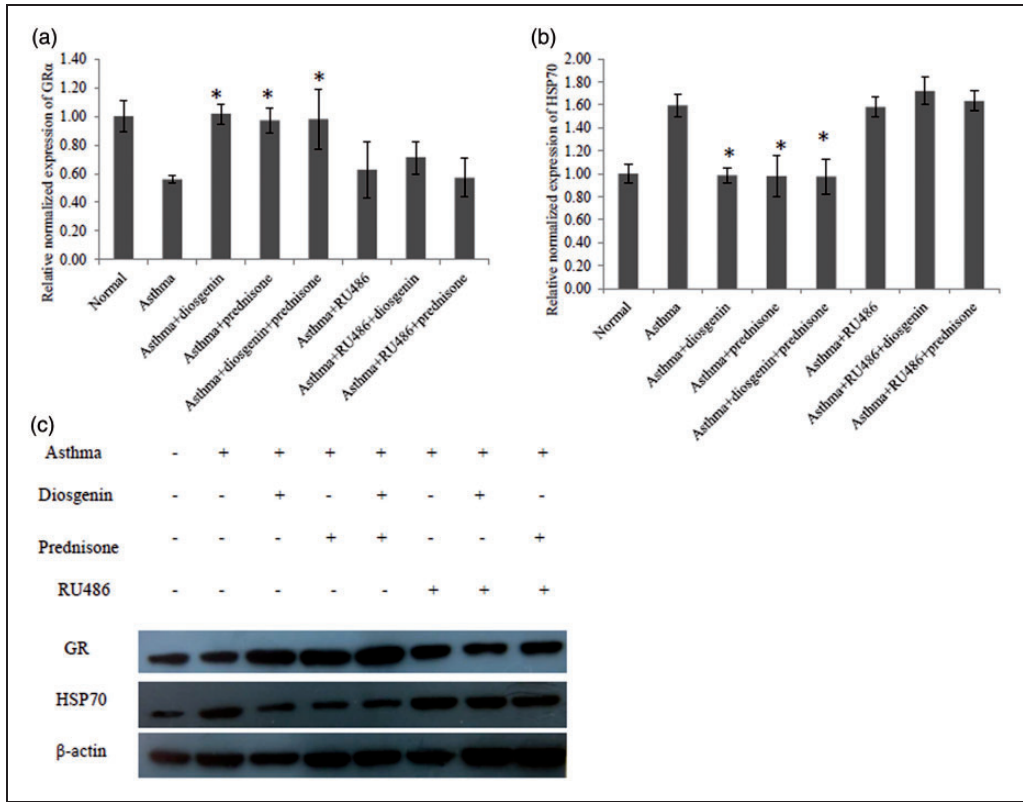 (a)
Relative normalized expression of GRα
1.40
1.20
1.00
0.80
0.60
0.40
0.20
0.00
* * *
Normal
Asthma
Asthma+diosgenin
Asthma+prednisone
Asthma+diosgenin+prednisone
Asthma+RU486
Asthma+RU486+diosgenin
Asthma+RU486+prednisone
(b)
Relative normalized expression of HSP70
2.00
1.80
1.60
1.40
1.20
1.00
0.80
0.60
0.40
0.20
0.00
* * *
Normal
Asthma
Asthma+diosgenin
Asthma+prednisone
Asthma+diosgenin+prednisone
Asthma+RU486
Asthma+RU486+diosgenin
Asthma+RU486+prednisone
(c)
Asthma - + + + + + + +
Diosgenin - - + - + - + -
Prednisone - - - + + - - +
RU486 - - - - - + + +
GR
HSP70
β-actin